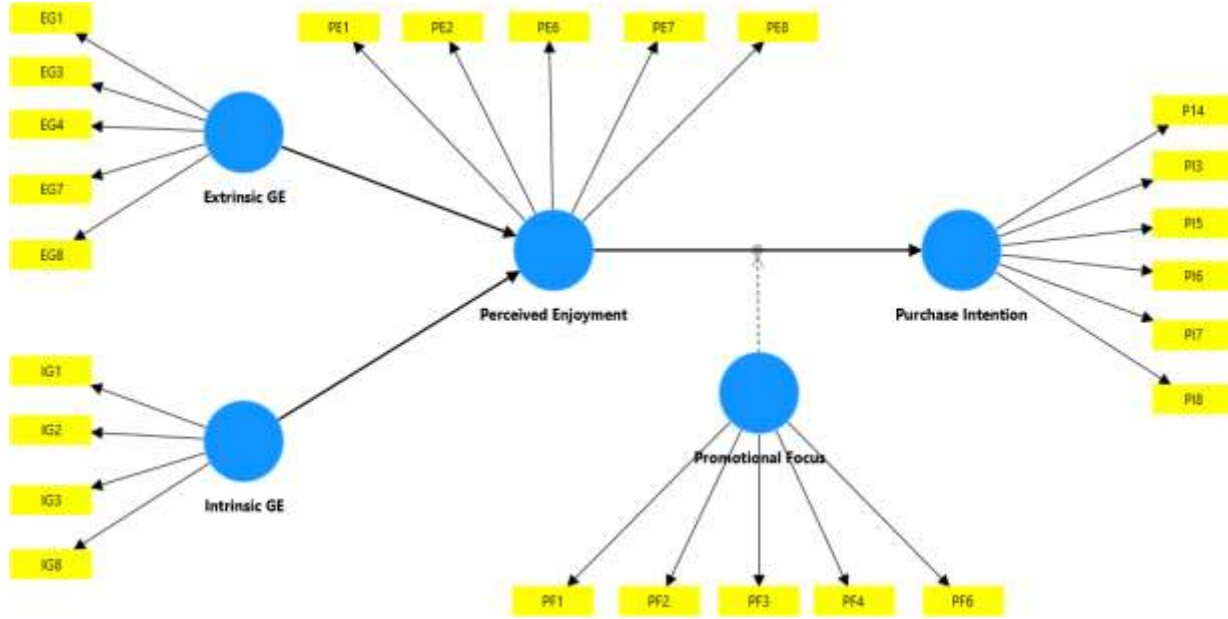 EG1
EG3
EG4
EG7
EG8
Extrinsic GE
PE1
PE2
PE6
PE7
PE8
Perceived Enjoyment
P14
PI3
PI5
PI6
PI7
PI8
Purchase Intention
IG1
IG2
IG3
IG8
Intrinsic GE
Promotional Focus
PF1
PF2
PF3
PF4
PF6